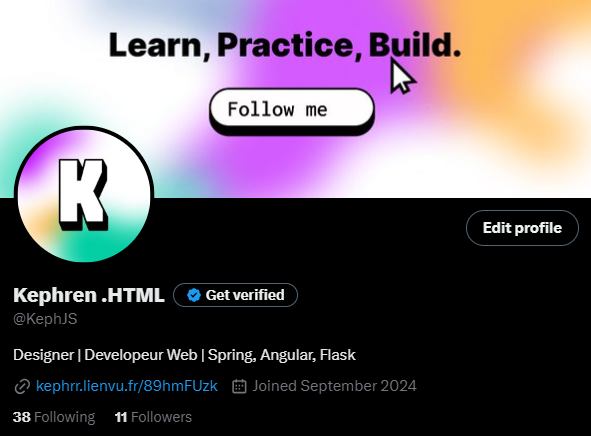 Learn, Practice, Build.
Follow me
K
Edit profile
Kephren .HTML Get verified
@KephJS
Designer | Developeur Web | Spring, Angular, Flask
kephrr.lienvu.fr/89hmFUzk Joined September 2024
38 Following 11 Followers